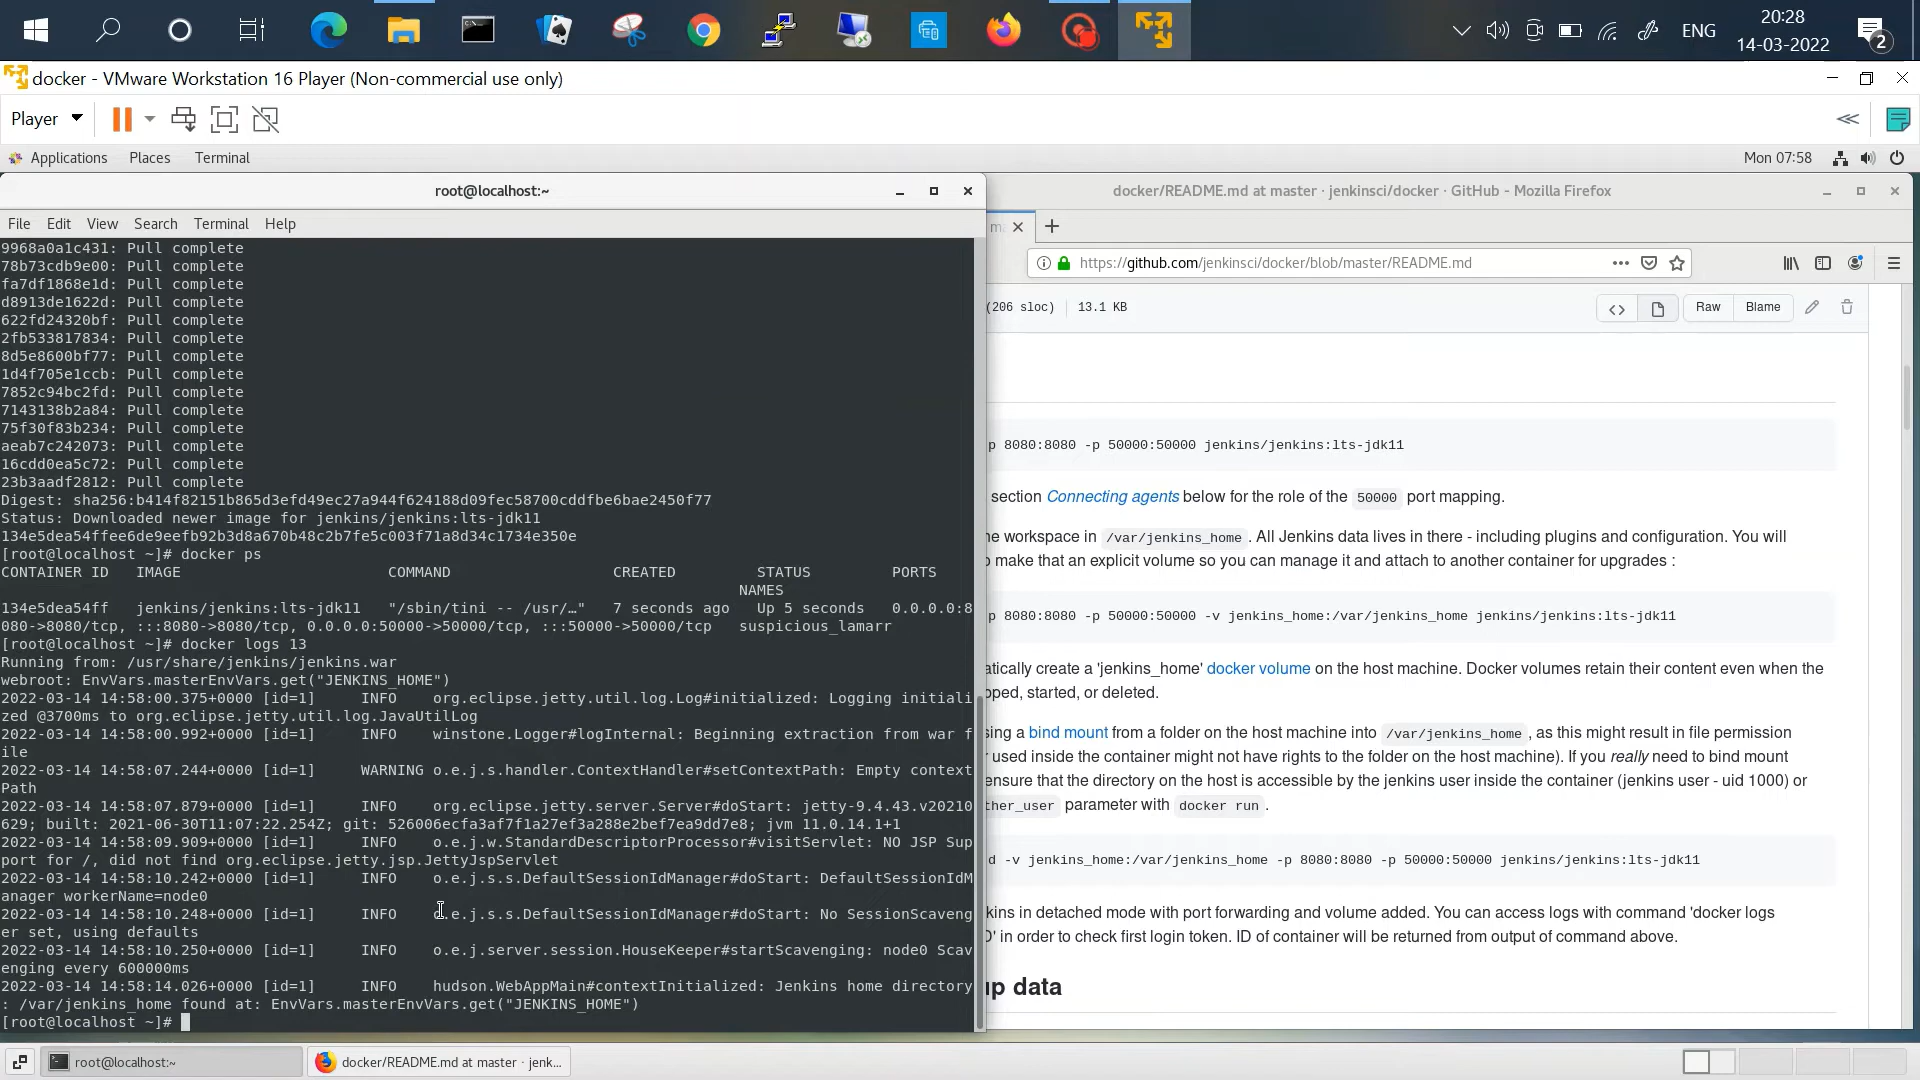 20:28
ENG
14-03-2022
2
docker - VMware Workstation 16 Player (Non-commercial use only)
Player
Applications Places Terminal
Mon 07:58
root@localhost:~
File Edit View Search Terminal Help
9968a0a1c431: Pull complete
78b73cdb9e00: Pull complete
fa7df1868e1d: Pull complete
d8913de1622d: Pull complete
622fd24320bf: Pull complete
2fb533817834: Pull complete
8d5e8600bf77: Pull complete
1d4f705e1ccb: Pull complete
7852c94bc2fd: Pull complete
7143138b2a84: Pull complete
75f30f83b234: Pull complete
aeab7c242073: Pull complete
16cdd0ea5c72: Pull complete
23b3aadf2812: Pull complete
Digest: sha256:b414f82151b865d3efd49ec27a944f624188d09fec58700cddfbe6bae2450f77
Status: Downloaded newer image for jenkins/jenkins:lts-jdk11
134e5dea54ffee6de9eefb92b3d8a670b48c2b7fe5c003f71a8d34c1734e350e
[root@localhost ~]# docker ps
CONTAINER ID IMAGE COMMAND CREATED STATUS PORTS
NAMES
134e5dea54ff jenkins/jenkins:lts-jdk11 "/sbin/tini -- /usr/…" 7 seconds ago Up 5 seconds 0.0.0.0:8
080->8080/tcp, :::8080->8080/tcp, 0.0.0.0:50000->50000/tcp, :::50000->50000/tcp suspicious_lamarr
[root@localhost ~]# docker logs 13
Running from: /usr/share/jenkins/jenkins.war
webroot: EnvVars.masterEnvVars.get("JENKINS_HOME")
2022-03-14 14:58:00.375+0000 [id=1] INFO org.eclipse.jetty.util.log.Log#initialized: Logging initiali
zed @3700ms to org.eclipse.jetty.util.log.JavaUtilLog
2022-03-14 14:58:00.992+0000 [id=1] INFO winstone.Logger#logInternal: Beginning extraction from war f
ile
2022-03-14 14:58:07.244+0000 [id=1] WARNING o.e.j.s.handler.ContextHandler#setContextPath: Empty context
Path
2022-03-14 14:58:07.879+0000 [id=1] INFO org.eclipse.jetty.server.Server#doStart: jetty-9.4.43.v20210
629; built: 2021-06-30T11:07:22.254Z; git: 526006ecfa3af7f1a27ef3a288e2bef7ea9dd7e8; jvm 11.0.14.1+1
2022-03-14 14:58:09.909+0000 [id=1] INFO o.e.j.w.StandardDescriptorProcessor#visitServlet: NO JSP Sup
port for /, did not find org.eclipse.jetty.jsp.JettyJspServlet
2022-03-14 14:58:10.242+0000 [id=1] INFO o.e.j.s.s.DefaultSessionIdManager#doStart: DefaultSessionIdM
anager workerName=node0
2022-03-14 14:58:10.248+0000 [id=1] INFO o.e.j.s.s.DefaultSessionIdManager#doStart: No SessionScaveng
er set, using defaults
2022-03-14 14:58:10.250+0000 [id=1] INFO o.e.j.server.session.HouseKeeper#startScavenging: node0 Scav
enging every 600000ms
2022-03-14 14:58:14.026+0000 [id=1] INFO hudson.WebAppMain#contextInitialized: Jenkins home directory
: /var/jenkins_home found at: EnvVars.masterEnvVars.get("JENKINS_HOME")
[root@localhost ~]#
docker/README.md at master · jenkinsci/docker · GitHub - Mozilla Firefox
https://github.com/jenkinsci/docker/blob/master/README.md
(206 sloc) 13.1 KB
Raw Blame
p 8080:8080 -p 50000:50000 jenkins/jenkins:lts-jdk11
section Connecting agents below for the role of the 50000 port mapping.
he workspace in /var/jenkins_home. All Jenkins data lives in there - including plugins and configuration. You will
o make that an explicit volume so you can manage it and attach to another container for upgrades :
p 8080:8080 -p 50000:50000 -v jenkins_home:/var/jenkins_home jenkins/jenkins:lts-jdk11
atically create a 'jenkins_home' docker volume on the host machine. Docker volumes retain their content even when the
pped, started, or deleted.
sing a bind mount from a folder on the host machine into /var/jenkins_home, as this might result in file permission
r used inside the container might not have rights to the folder on the host machine). If you really need to bind mount
ensure that the directory on the host is accessible by the jenkins user inside the container (jenkins user - uid 1000) or
ther_user parameter with docker run.
d -v jenkins_home:/var/jenkins_home -p 8080:8080 -p 50000:50000 jenkins/jenkins:lts-jdk11
kins in detached mode with port forwarding and volume added. You can access logs with command 'docker logs
D' in order to check first login token. ID of container will be returned from output of command above.
up data
root@localhost:~
docker/README.md at master · jenk…